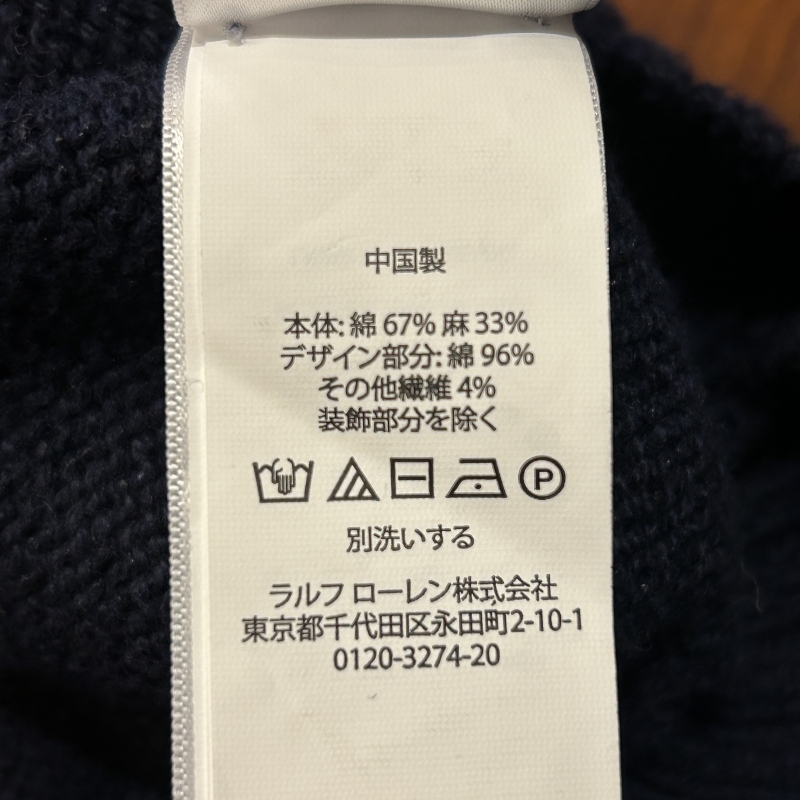 中国製
本体: 綿 67% 麻 33%
デザイン部分: 綿 96%
その他繊維 4%
装飾部分を除く
P
別洗いする
ラルフ ローレン株式会社
東京都千代田区永田町2-10-1
0120-3274-20